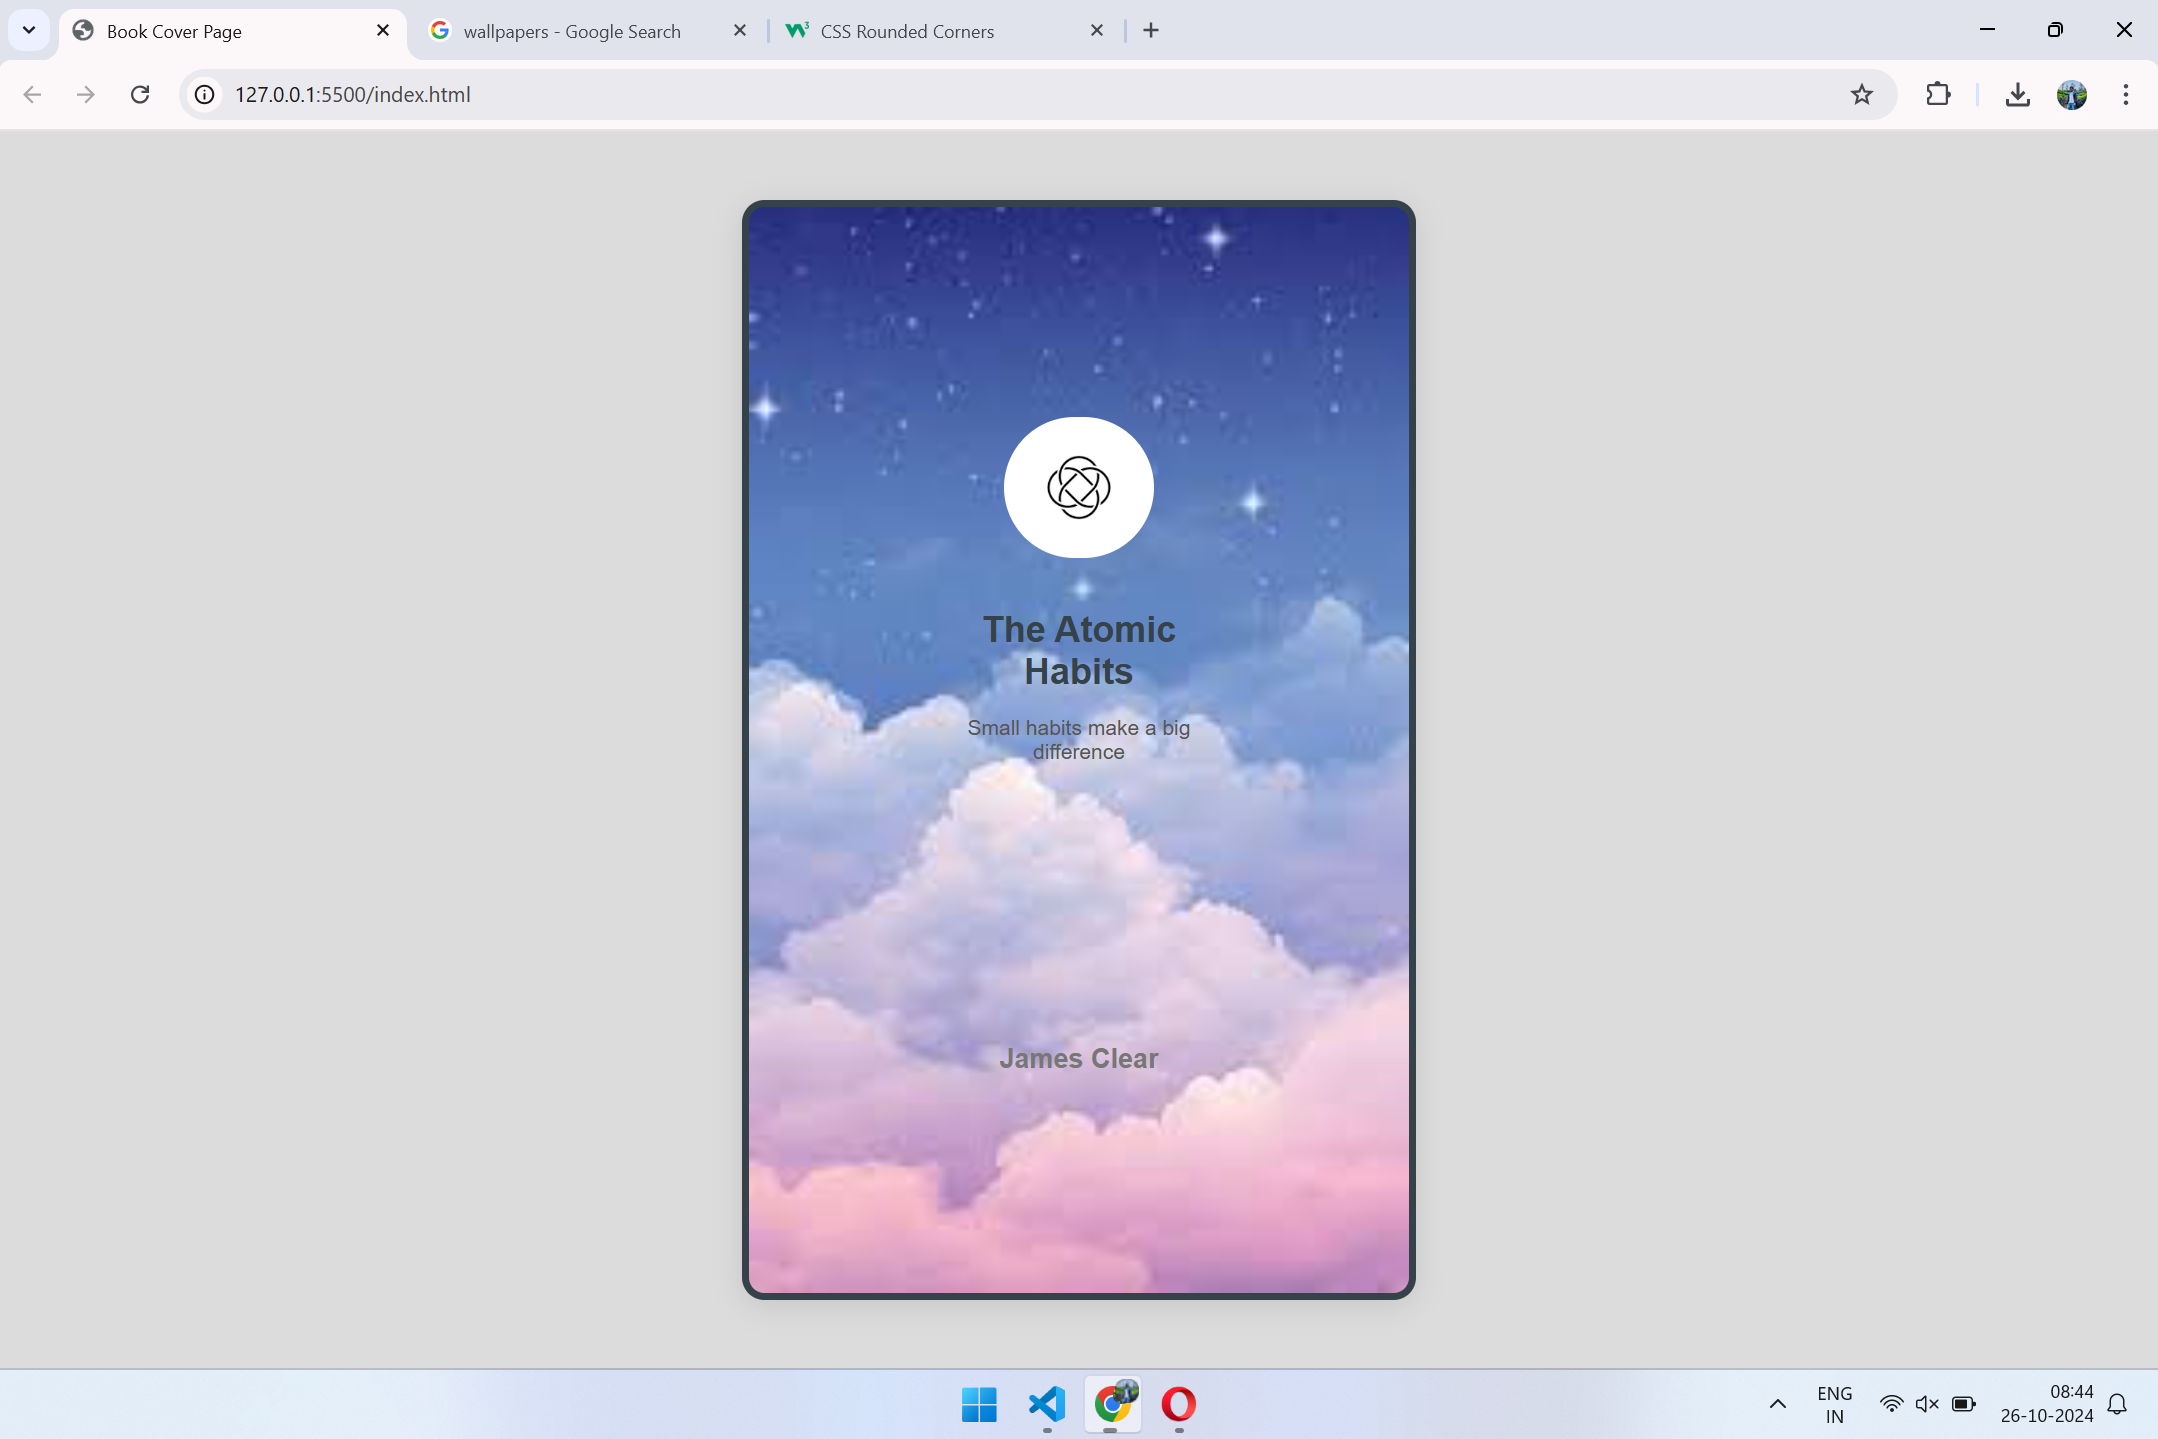 Book Cover Page
wallpapers - Google Search
CSS Rounded Corners
127.0.0.1:5500/index.html
The Atomic
Habits
Small habits make a big
difference
James Clear
ENG
IN
08:44
26-10-2024